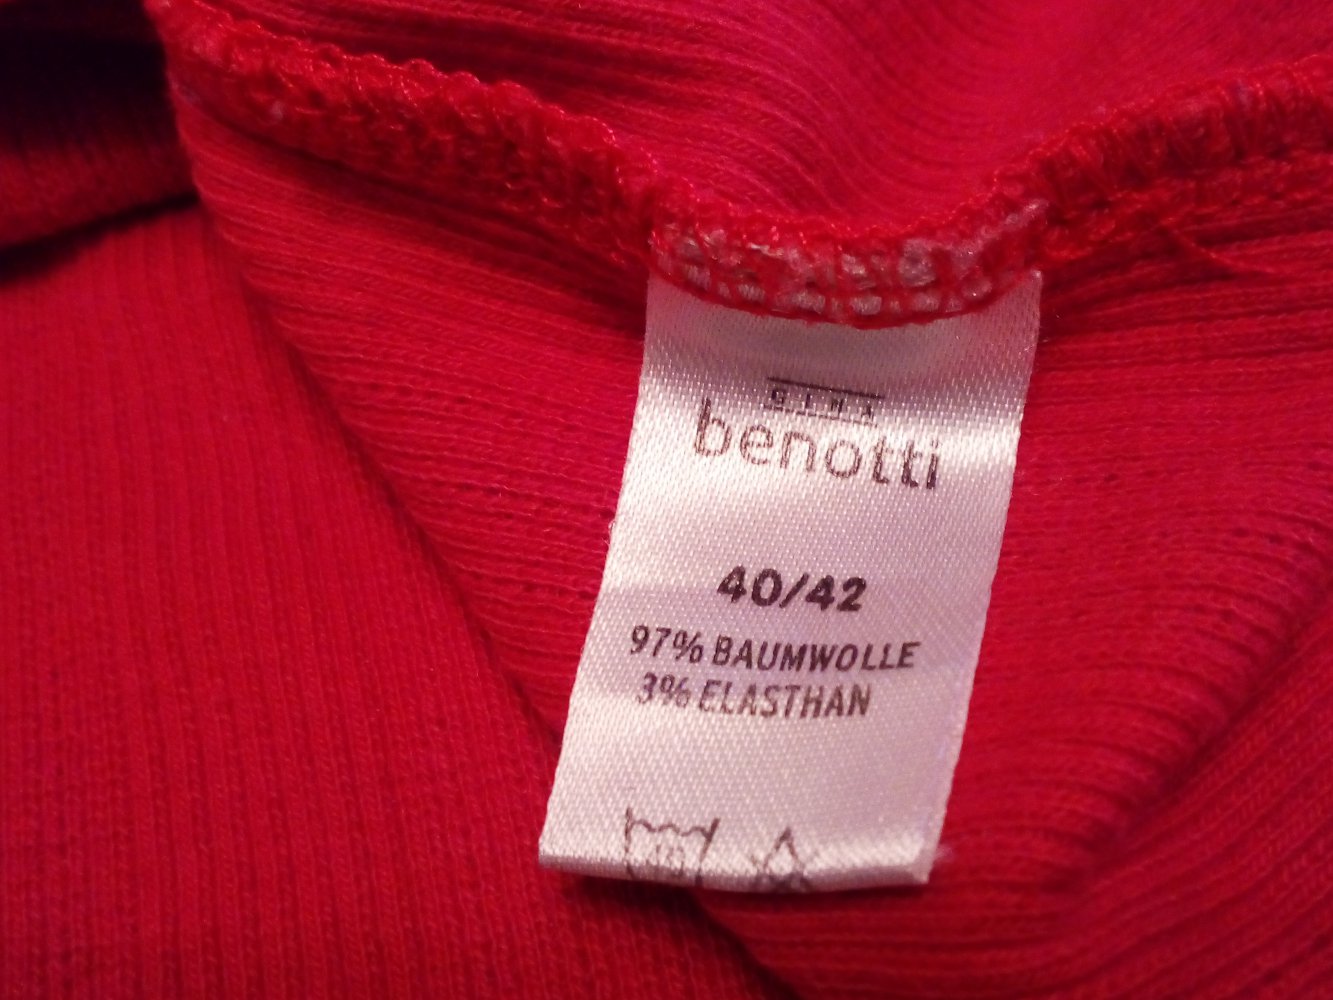 GINA
benotti
40/42
97% BAUMWOLLE
3% ELASTHAN